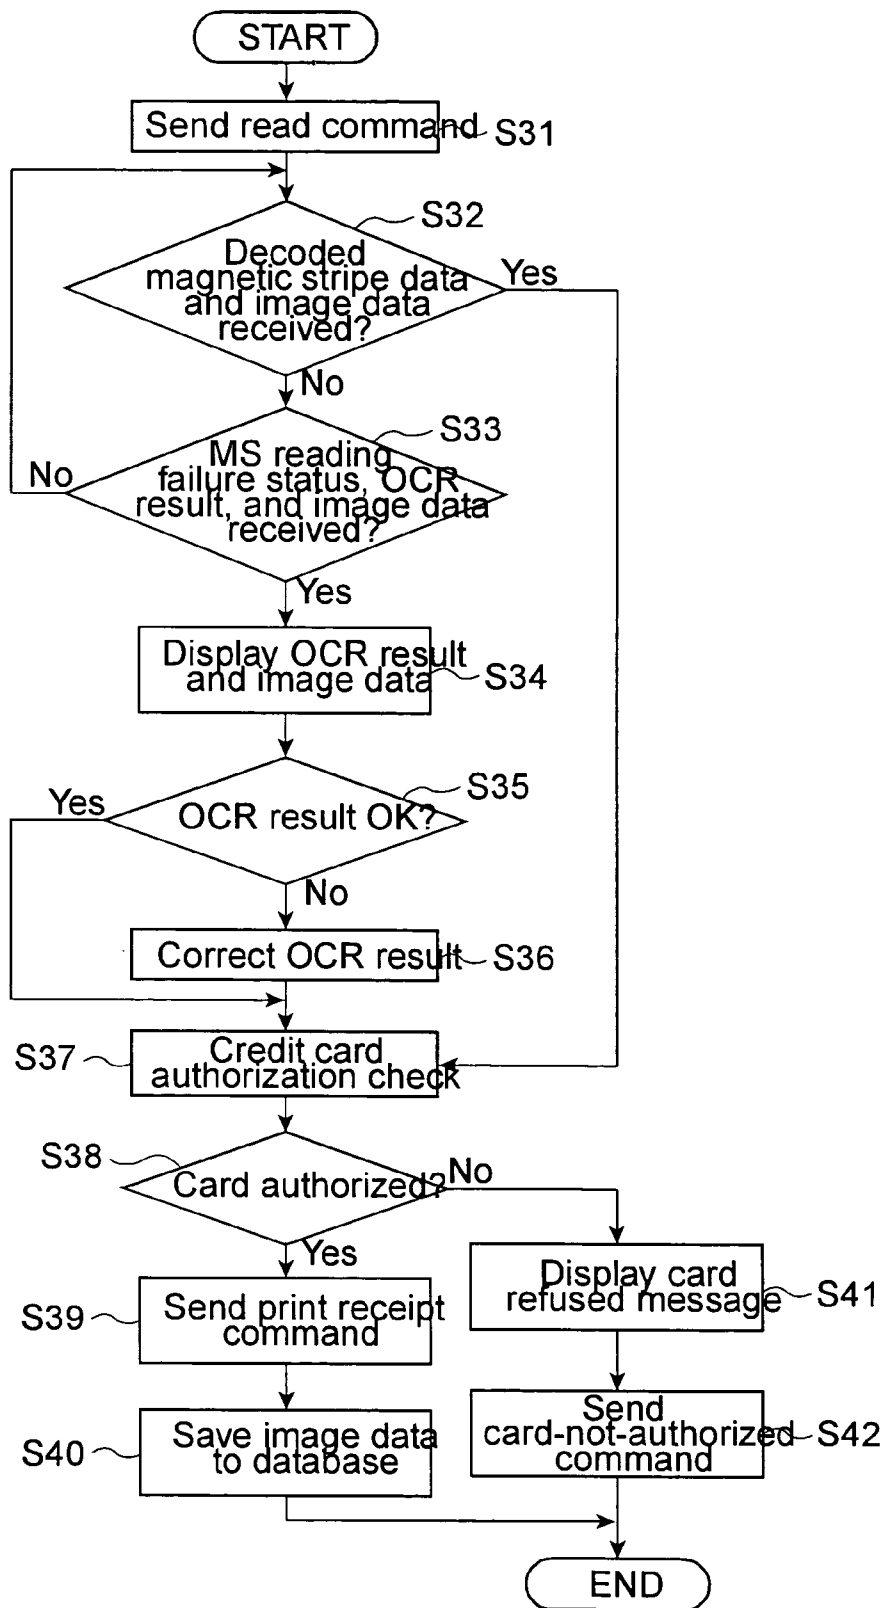 START
Send read command
S31
S32
Decoded
magnetic stripe data
and image data
received?
Yes
No
S33
MS reading
failure status, OCR
result, and image data
received?
No
Yes
Display OCR result
and image data
S34
S35
Yes
OCR result OK?
No
Correct OCR result
S36
S37
Credit card
authorization check
S38
Card authorized?
No
Yes
S39
Send print receipt
command
Display card
refused message
S41
S40
Save image data
to database
Send
card-not-authorized
command
S42
END